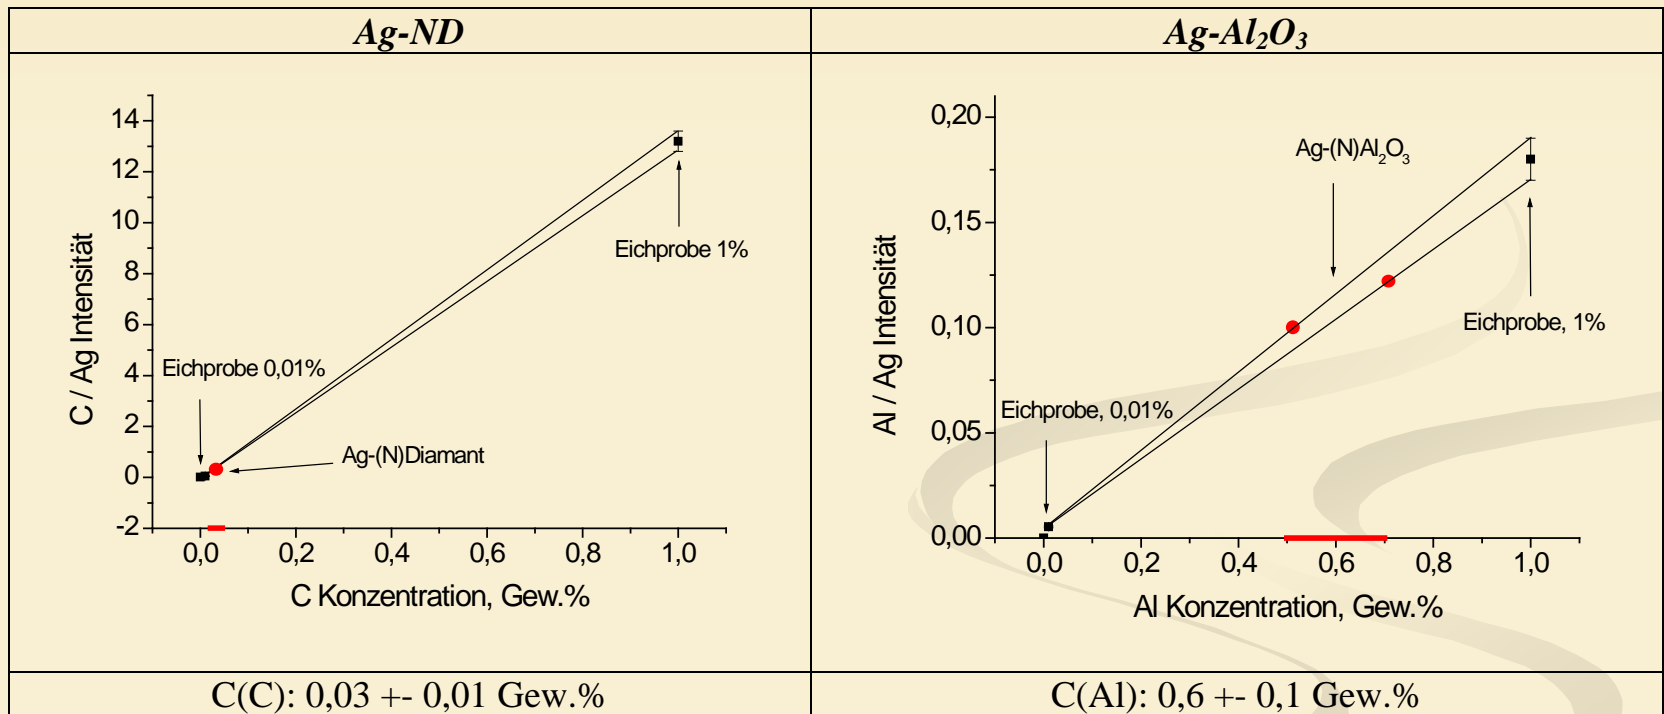 Ag-ND
Ag-Al₂O₃
14
12
10
8
6
4
2
0
-2
0,0 0,2 0,4 0,6 0,8 1,0
C / Ag Intensität
C Konzentration, Gew.%
Eichprobe 1%
Eichprobe 0,01%
Ag-(N)Diamant
0,20
0,15
0,10
0,05
0,00
0,0 0,2 0,4 0,6 0,8 1,0
Al / Ag Intensität
Al Konzentration, Gew.%
Ag-(N)Al₂O₃
Eichprobe, 1%
Eichprobe, 0,01%
C(C): 0,03 +- 0,01 Gew.%
C(Al): 0,6 +- 0,1 Gew.%